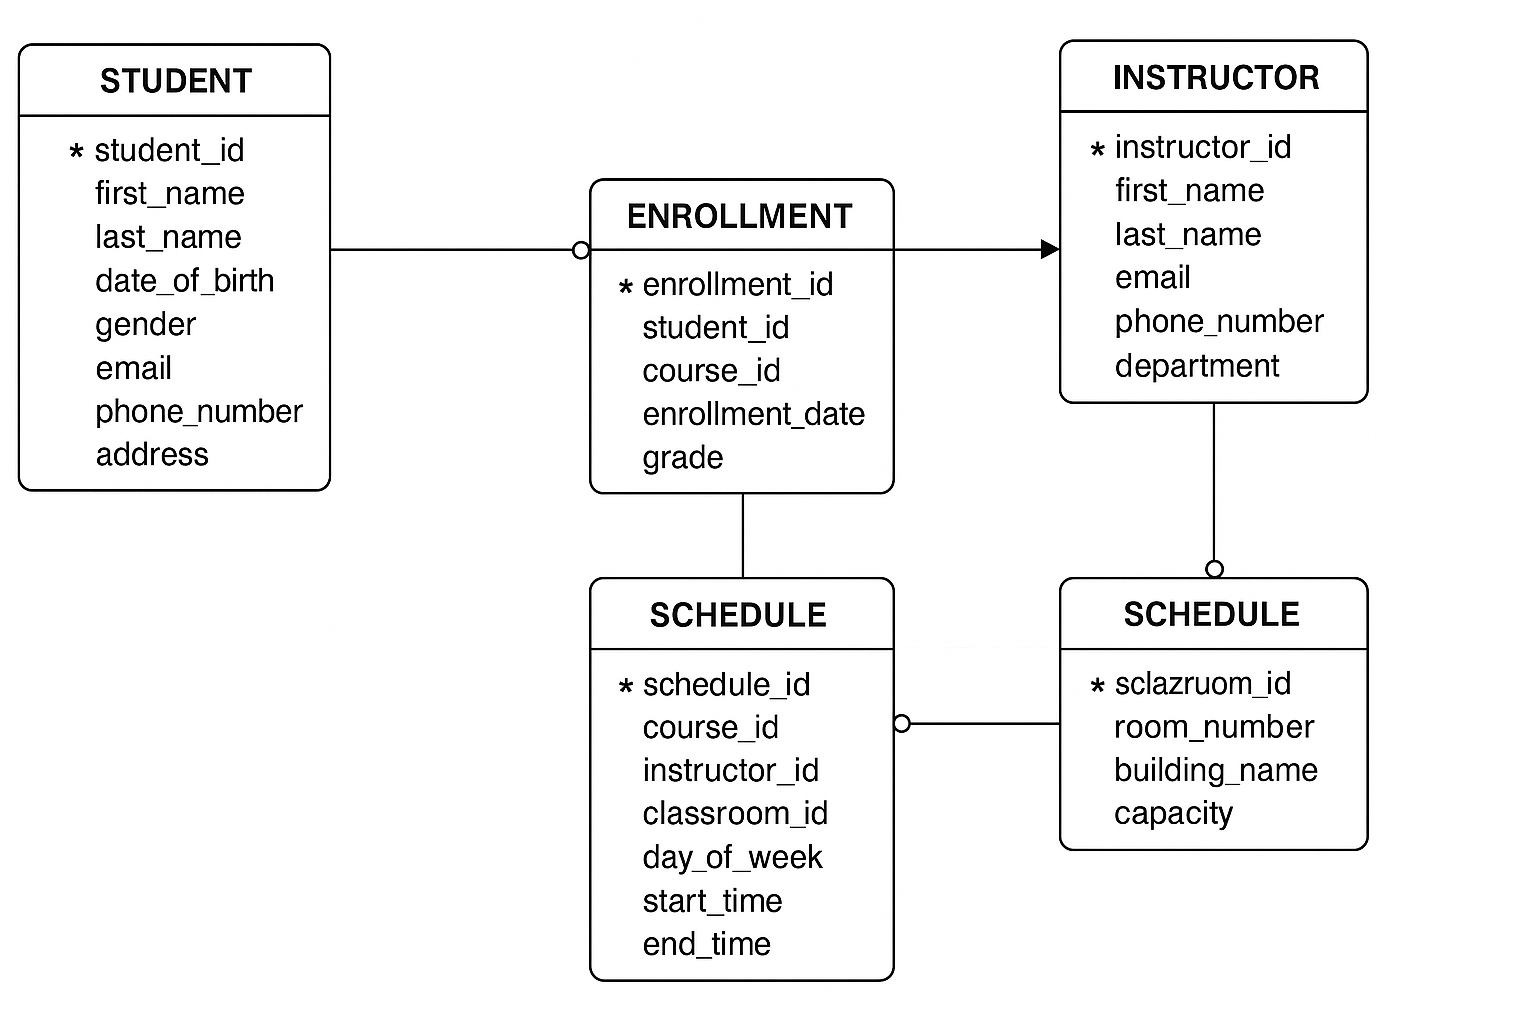 STUDENT
* student_id
first_name
last_name
date_of_birth
gender
email
phone_number
address
ENROLLMENT
* enrollment_id
student_id
course_id
enrollment_date
grade
INSTRUCTOR
* instructor_id
first_name
last_name
email
phone_number
department
SCHEDULE
* schedule_id
course_id
instructor_id
classroom_id
day_of_week
start_time
end_time
SCHEDULE
* sclazruom_id
room_number
building_name
capacity